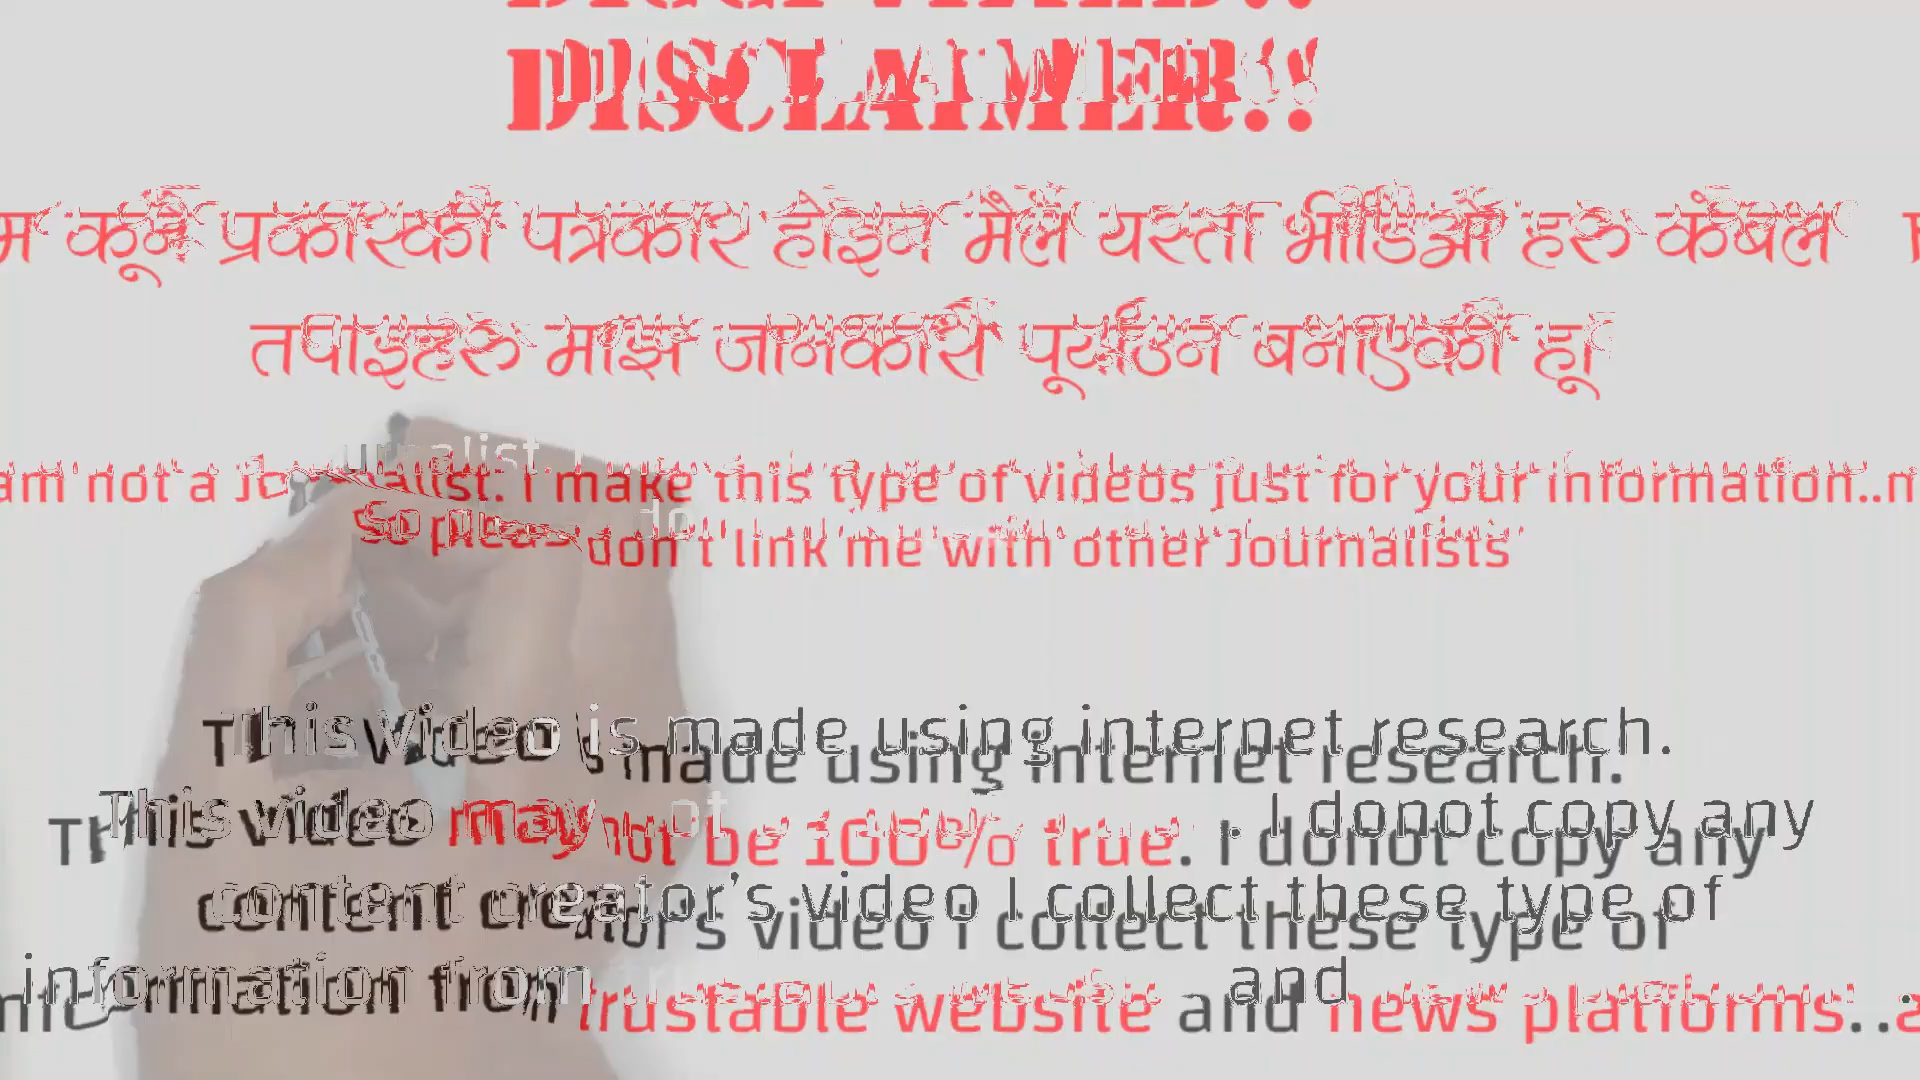 DISCLAIMER!!
म कुनै प्रकारको पत्रकार होइन मैले यस्ता भीडिओ हरु केबल
तपाइहरु माझ जानकारी पूर्याउन बनाएको हूँ
am not a Journalist. I make this type of videos just for your information..
So please don't link me with other Journalists
This Video is made using internet research.
This video may not be 100% true. I donot copy any
content creator's video I collect these type of
information from trustable website and news platforms..